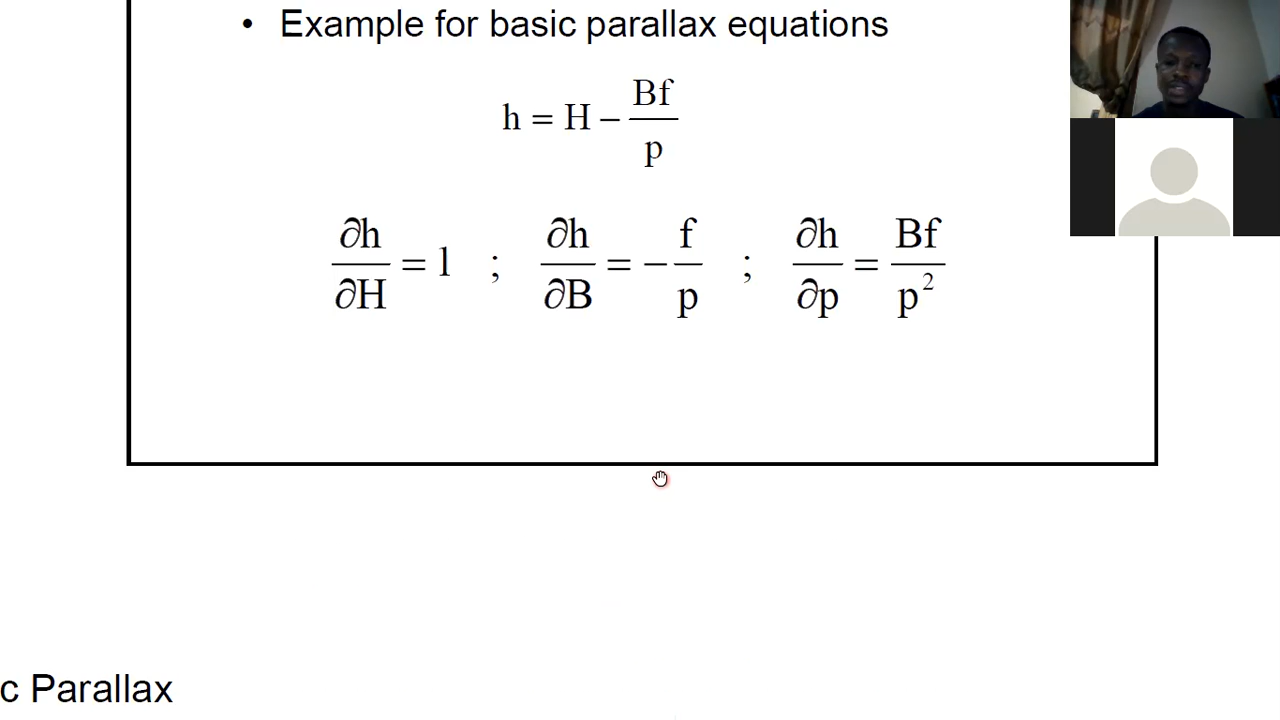 • Example for basic parallax equations
h = H − Bf/p
∂h/∂H = 1 ; ∂h/∂B = − f/p ; ∂h/∂p = Bf/p²
c Parallax